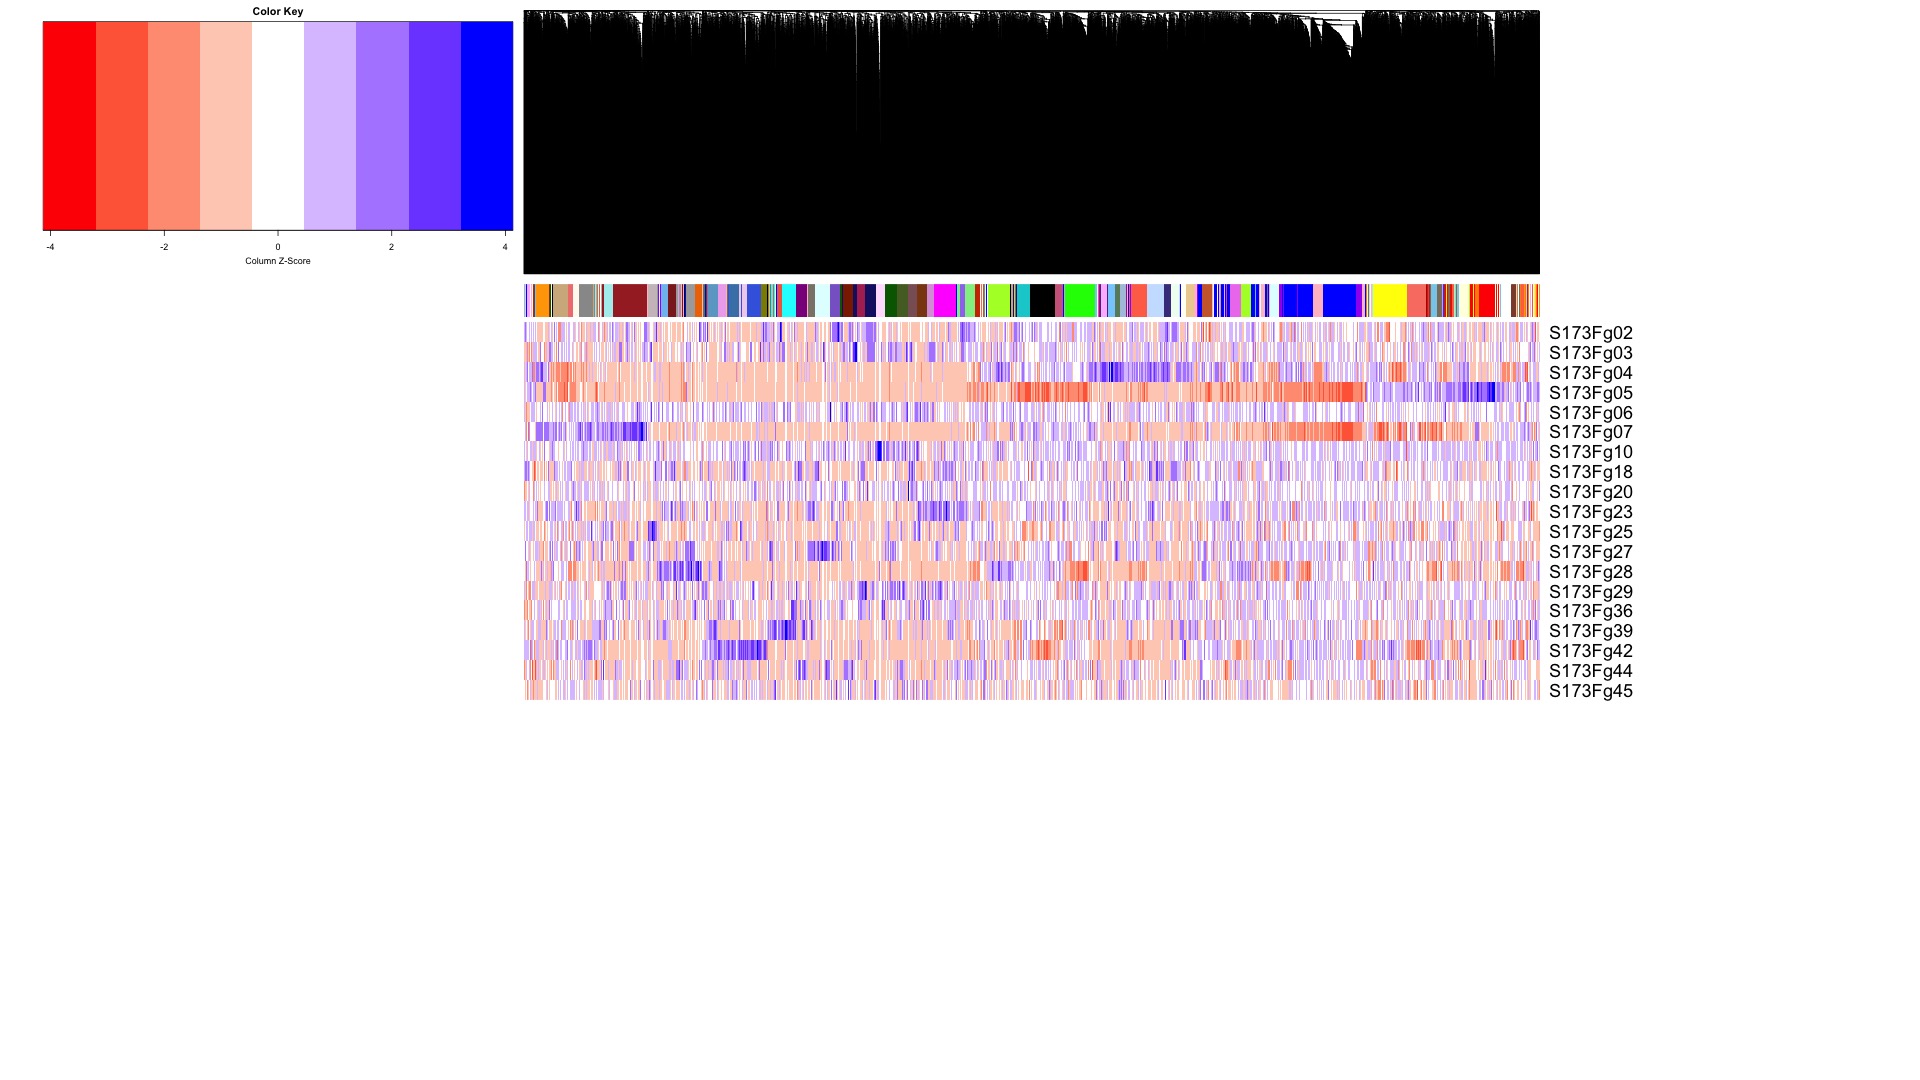 Color Key
-4 -2 0 2 4
Column Z-Score
S173Fg02
S173Fg03
S173Fg04
S173Fg05
S173Fg06
S173Fg07
S173Fg10
S173Fg18
S173Fg20
S173Fg23
S173Fg25
S173Fg27
S173Fg28
S173Fg29
S173Fg36
S173Fg39
S173Fg42
S173Fg44
S173Fg45